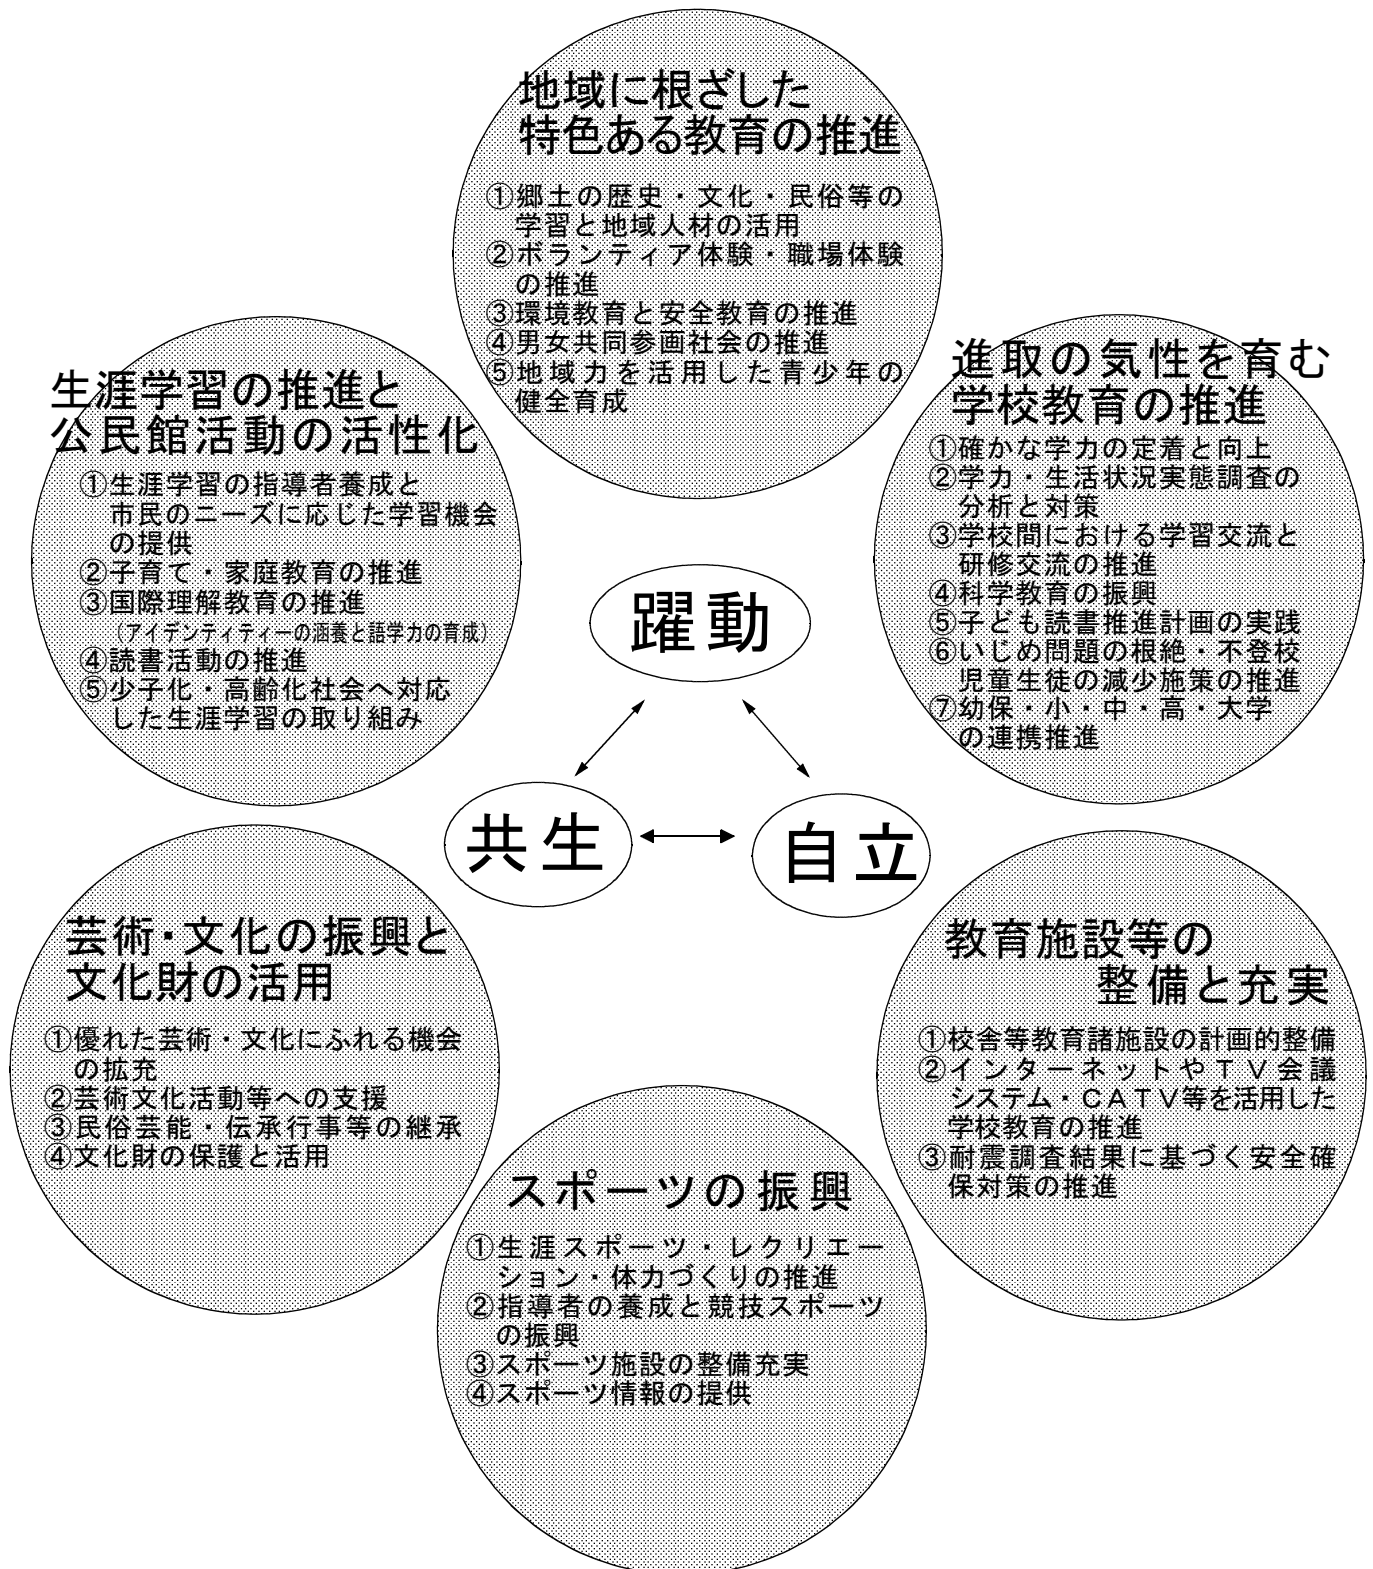 地域に根ざした
特色ある教育の推進
①郷土の歴史・文化・民俗等の
学習と地域人材の活用
②ボランティア体験・職場体験
の推進
③環境教育と安全教育の推進
④男女共同参画社会の推進
⑤地域力を活用した青少年の
健全育成
生涯学習の推進と
公民館活動の活性化
①生涯学習の指導者養成と
市民のニーズに応じた学習機会
の提供
②子育て・家庭教育の推進
③国際理解教育の推進
（アイデンティティーの涵養と語学力の育成）
④読書活動の推進
⑤少子化・高齢化社会へ対応
した生涯学習の取り組み
進取の気性を育む
学校教育の推進
①確かな学力の定着と向上
②学力・生活状況実態調査の
分析と対策
③学校間における学習交流と
研修交流の推進
④科学教育の振興
⑤子ども読書推進計画の実践
⑥いじめ問題の根絶・不登校
児童生徒の減少施策の推進
⑦幼保・小・中・高・大学
の連携推進
躍動
共生
自立
芸術・文化の振興と
文化財の活用
①優れた芸術・文化にふれる機会
の拡充
②芸術文化活動等への支援
③民俗芸能・伝承行事等の継承
④文化財の保護と活用
教育施設等の
整備と充実
①校舎等教育諸施設の計画的整備
②インターネットやＴＶ会議
システム・ＣＡＴＶ等を活用した
学校教育の推進
③耐震調査結果に基づく安全確
保対策の推進
スポーツの振興
①生涯スポーツ・レクリエー
ション・体力づくりの推進
②指導者の養成と競技スポーツ
の振興
③スポーツ施設の整備充実
④スポーツ情報の提供